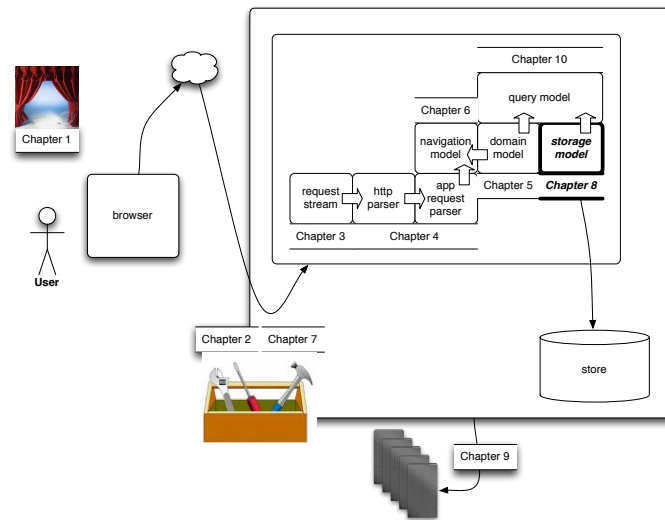 Chapter 10
query model
Chapter 6
navigation
model
domain
model
storage
model
Chapter 5
Chapter 8
request
stream
http
parser
app
request
parser
Chapter 3
Chapter 4
Chapter 1
browser
User
Chapter 2
Chapter 7
store
Chapter 9